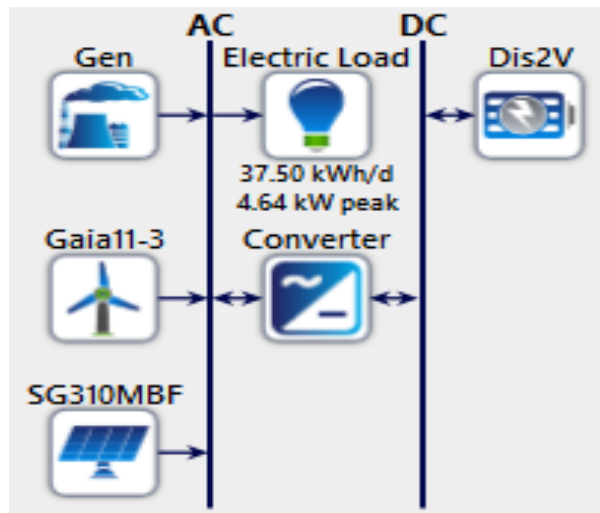 AC DC
Gen Electric Load Dis2V
37.50 kWh/d
4.64 kW peak
Gaia11-3 Converter
SG310MBF